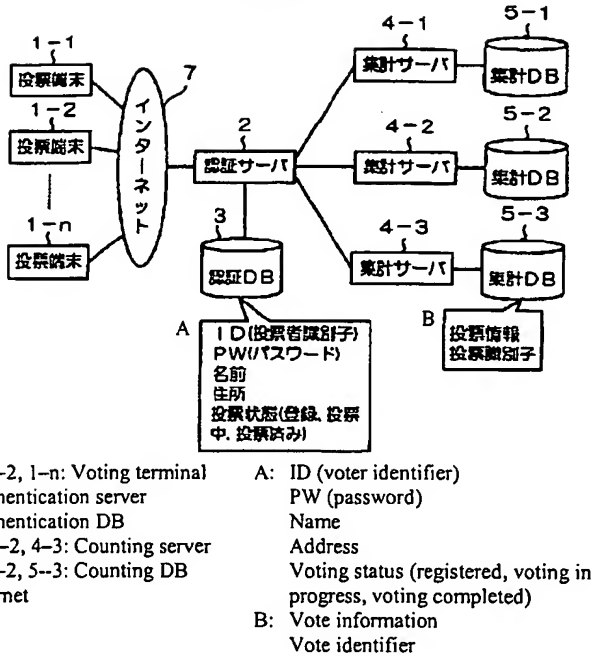 1-1
投票端末
1-2
投票端末
1-n
投票端末
7
インターネット
2
認証サーバ
3
認証DB
4-1
集計サーバ
4-2
集計サーバ
4-3
集計サーバ
5-1
集計DB
5-2
集計DB
5-3
集計DB
A
ID(投票者識別子)
PW(パスワード)
名前
住所
投票状態(登録、投票
中、投票済み)
B
投票情報
投票識別子
-2, 1-n: Voting terminal
hentication server
hentication DB
-2, 4-3: Counting server
-2, 5--3: Counting DB
rnet
A: ID (voter identifier)
PW (password)
Name
Address
Voting status (registered, voting in
progress, voting completed)
B: Vote information
Vote identifier